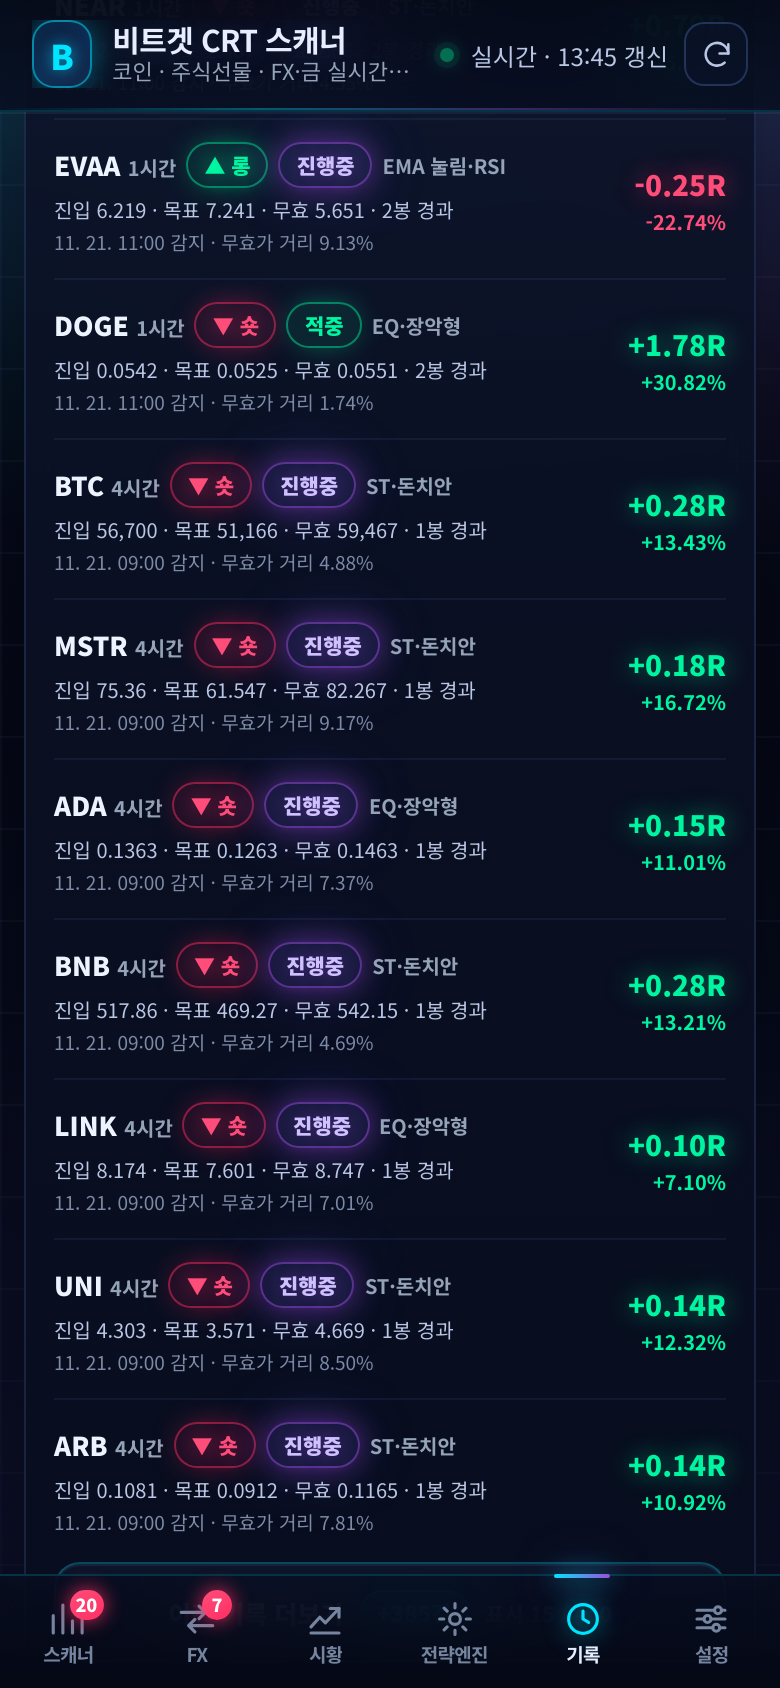 B
비트겟 CRT 스캐너
코인 · 주식선물 · FX·금 실시간…
실시간 · 13:45 갱신
EVAA 1시간 ▲ 롱 진행중 EMA 눌림·RSI
-0.25R
진입 6.219 · 목표 7.241 · 무효 5.651 · 2봉 경과
-22.74%
11. 21. 11:00 감지 · 무효가 거리 9.13%
DOGE 1시간 ▼ 숏 적중 EQ·장악형
+1.78R
진입 0.0542 · 목표 0.0525 · 무효 0.0551 · 2봉 경과
+30.82%
11. 21. 11:00 감지 · 무효가 거리 1.74%
BTC 4시간 ▼ 숏 진행중 ST·돈치안
+0.28R
진입 56,700 · 목표 51,166 · 무효 59,467 · 1봉 경과
+13.43%
11. 21. 09:00 감지 · 무효가 거리 4.88%
MSTR 4시간 ▼ 숏 진행중 ST·돈치안
+0.18R
진입 75.36 · 목표 61.547 · 무효 82.267 · 1봉 경과
+16.72%
11. 21. 09:00 감지 · 무효가 거리 9.17%
ADA 4시간 ▼ 숏 진행중 EQ·장악형
+0.15R
진입 0.1363 · 목표 0.1263 · 무효 0.1463 · 1봉 경과
+11.01%
11. 21. 09:00 감지 · 무효가 거리 7.37%
BNB 4시간 ▼ 숏 진행중 ST·돈치안
+0.28R
진입 517.86 · 목표 469.27 · 무효 542.15 · 1봉 경과
+13.21%
11. 21. 09:00 감지 · 무효가 거리 4.69%
LINK 4시간 ▼ 숏 진행중 EQ·장악형
+0.10R
진입 8.174 · 목표 7.601 · 무효 8.747 · 1봉 경과
+7.10%
11. 21. 09:00 감지 · 무효가 거리 7.01%
UNI 4시간 ▼ 숏 진행중 ST·돈치안
+0.14R
진입 4.303 · 목표 3.571 · 무효 4.669 · 1봉 경과
+12.32%
11. 21. 09:00 감지 · 무효가 거리 8.50%
ARB 4시간 ▼ 숏 진행중 ST·돈치안
+0.14R
진입 0.1081 · 목표 0.0912 · 무효 0.1165 · 1봉 경과
+10.92%
11. 21. 09:00 감지 · 무효가 거리 7.81%
20 7
스캐너 FX 시황 전략엔진 기록 설정